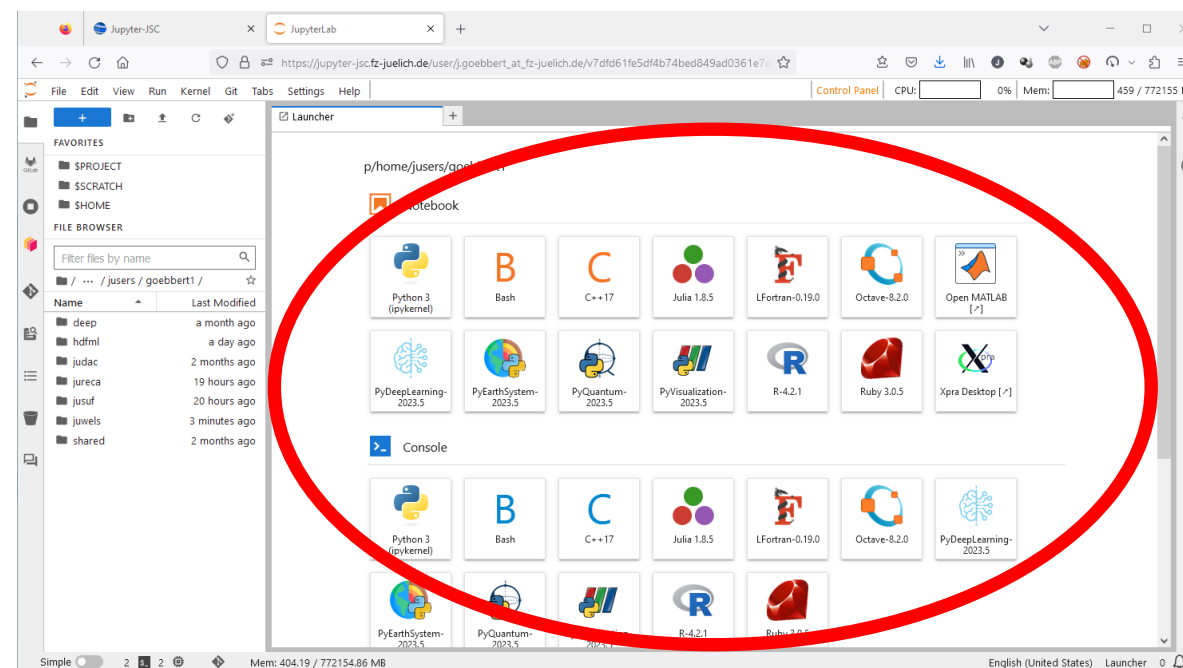 Jupyter-JSC
JupyterLab
https://jupyter-jsc.fz-juelich.de/user/j.goebbert_at_fz-juelich.de/v7dfd61fe5df4b74bed849ad0361e7c
File Edit View Run Kernel Git Tabs Settings Help
Control Panel CPU: 0% Mem: 459 / 772155
Launcher
FAVORITES
$PROJECT
$SCRATCH
$HOME
FILE BROWSER
Filter files by name
/ ··· / jusers / goebbert1 /
Name Last Modified
deep a month ago
hdfml a day ago
judac 2 months ago
jureca 19 hours ago
jusuf 20 hours ago
juwels 3 minutes ago
shared 2 months ago
GitLab
p/home/jusers/
Notebook
Python 3 (ipykernel)
B
Bash
C
C++17
Julia 1.8.5
F
LFortran-0.19.0
Octave-8.2.0
Open MATLAB [↗]
PyDeepLearning-
2023.5
PyEarthSystem-
2023.5
PyQuantum-
2023.5
PyVisualization-
2023.5
R
R-4.2.1
Ruby 3.0.5
Xpra
Xpra Desktop [↗]
Console
Python 3
(ipykernel)
B
Bash
C
C++17
Julia 1.8.5
F
LFortran-0.19.0
Octave-8.2.0
PyDeepLearning-
2023.5
PyEarthSystem-
2023.5
PyQuantum-
2023.5
R
R-4.2.1
Simple 2 2 Mem: 404.19 / 772154.86 MB
English (United States) Launcher 0